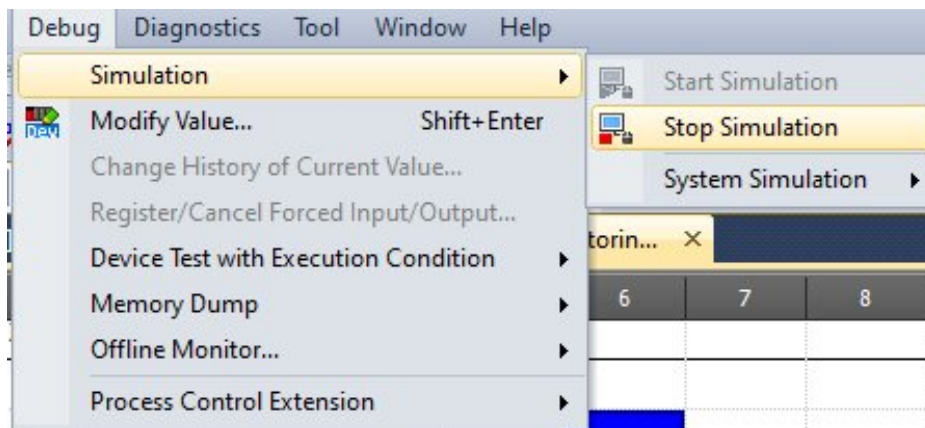 Debug Diagnostics Tool Window Help
Simulation
Start Simulation
Modify Value... Shift+Enter
Stop Simulation
Change History of Current Value...
System Simulation
Register/Cancel Forced Input/Output...
torin...
Device Test with Execution Condition
Memory Dump
6 7 8
Offline Monitor...
Process Control Extension